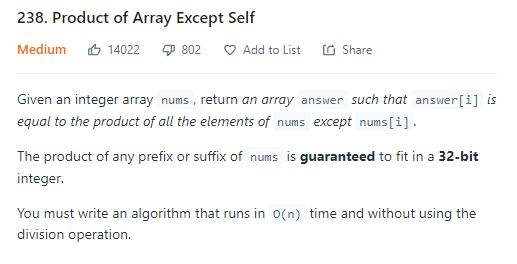 238. Product of Array Except Self
Medium 14022 802 Add to List Share
Given an integer array nums, return an array answer such that answer[i] is
equal to the product of all the elements of nums except nums[i].
The product of any prefix or suffix of nums is guaranteed to fit in a 32-bit
integer.
You must write an algorithm that runs in O(n) time and without using the
division operation.